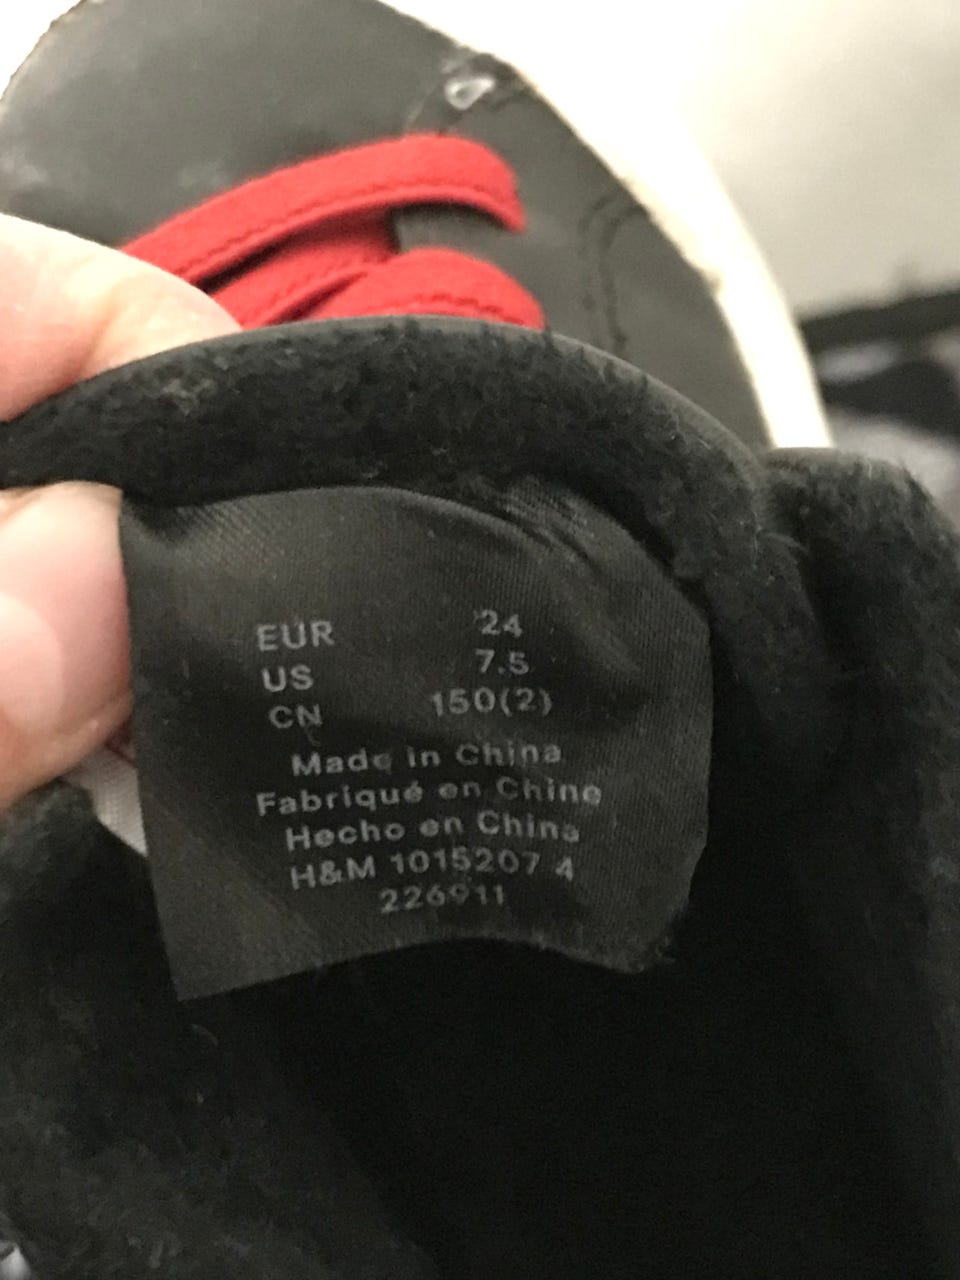 EUR 24
US 7.5
CN 150(2)
Made in China
Fabriqué en Chine
Hecho en China
H&M 1015207 4
226911